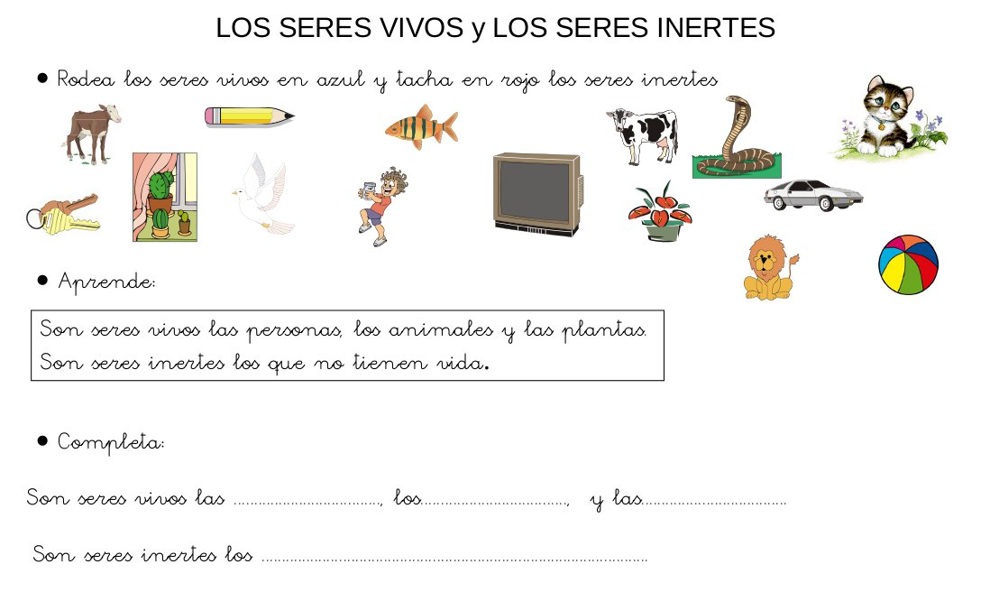 LOS SERES VIVOS y LOS SERES INERTES
• Rodea los seres vivos en azul y tacha en rojo los seres inertes
• Aprende:
Son seres vivos las personas, los animales y las plantas.
Son seres inertes los que no tienen vida.
• Completa:
Son seres vivos las ...................................., los...................................., y las....................................
Son seres inertes los ................................................................................................